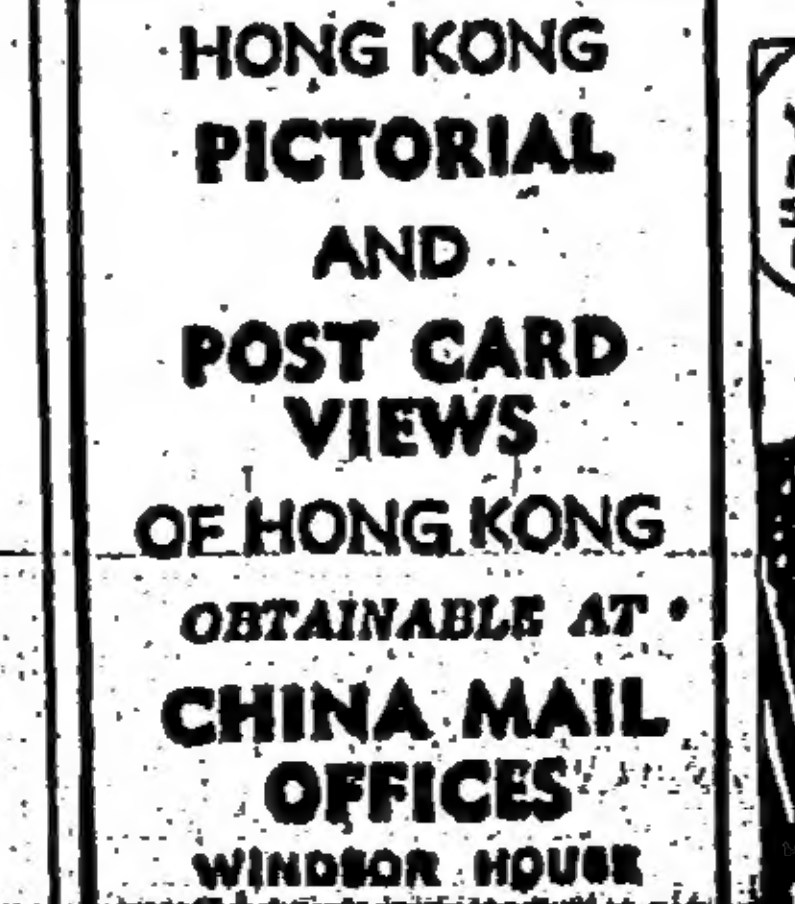 HONG KONG
PICTORIAL
AND
POST CARD
VIEWS
OF HONG KONG
OBTAINABLE AT
CHINA MAIL
OFFICES
WINDSOR HOUSE